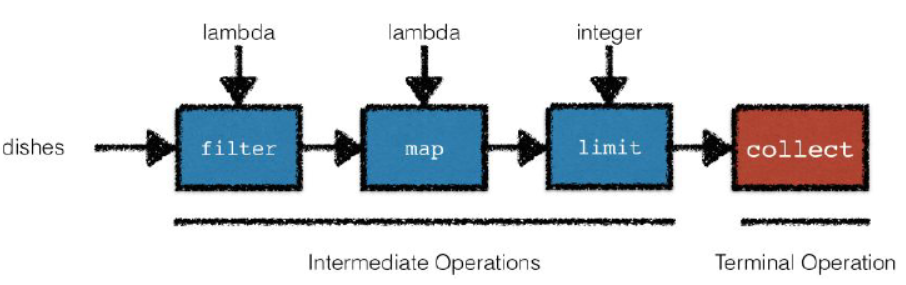 lambda lambda integer
dishes filter map limit collect
Intermediate Operations Terminal Operation